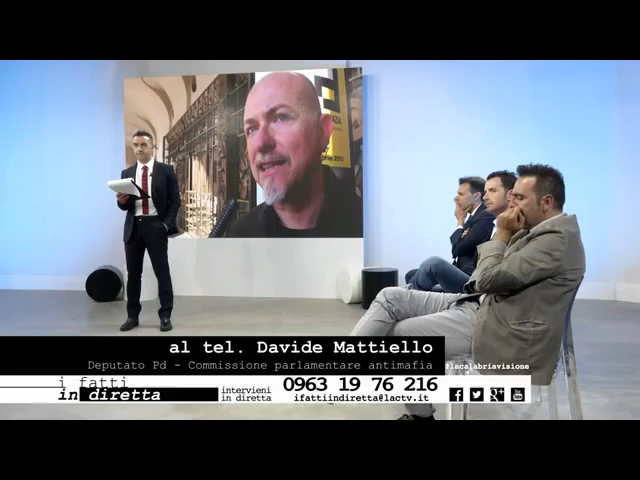 al tel. Davide Mattiello
Deputato Pd - Commissione parlamentare antimafia
#lacalabriavisione
i fatti
in diretta
intervieni
in diretta
0963 19 76 216
ifattiindiretta@lactv.it